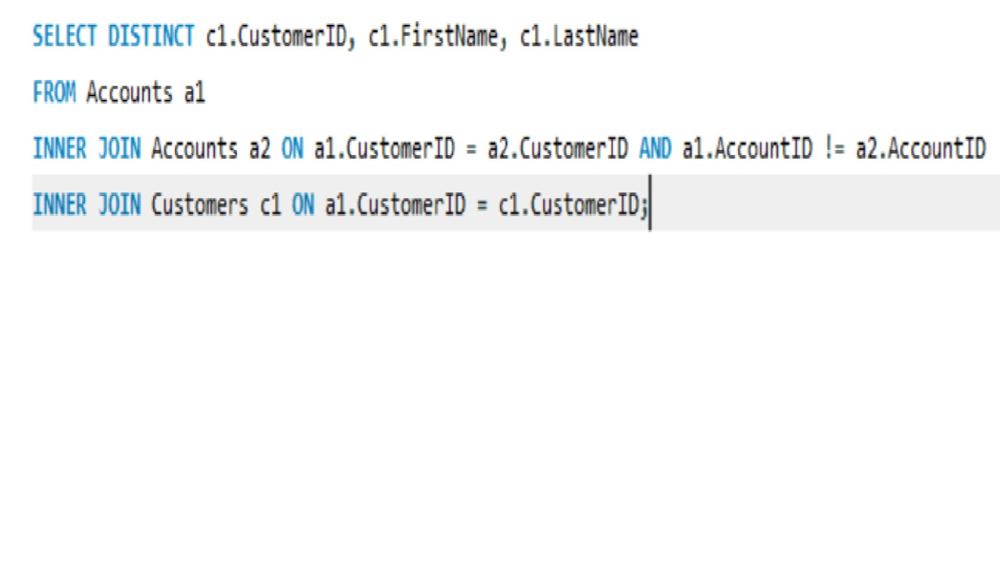 SELECT DISTINCT c1.CustomerID, c1.FirstName, c1.LastName
FROM Accounts a1
INNER JOIN Accounts a2 ON a1.CustomerID = a2.CustomerID AND a1.AccountID != a2.AccountID
INNER JOIN Customers c1 ON a1.CustomerID = c1.CustomerID;